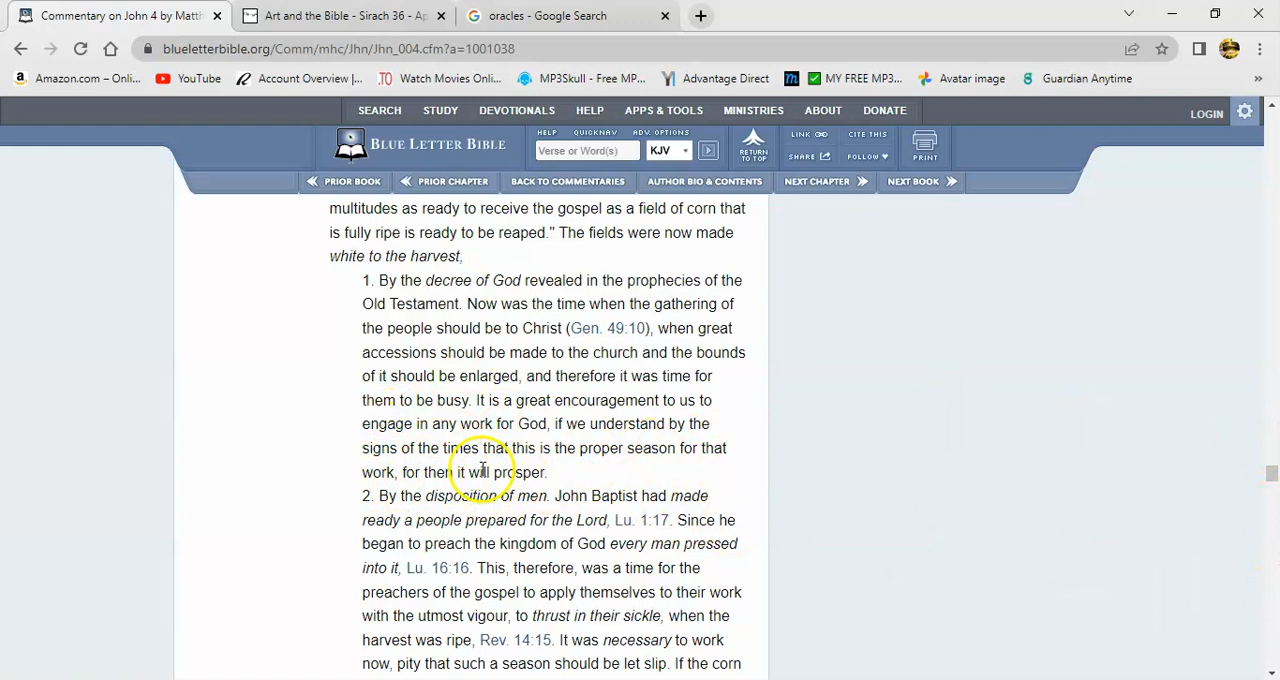 Commentary on John 4 by Matth
Art and the Bible - Sirach 36 - Ap
oracles - Google Search
blueletterbible.org/Comm/mhc/Jhn/Jhn_004.cfm?a=1001038
Amazon.com – Onli...
YouTube
Account Overview |...
.TO Watch Movies Onl...
MP3Skull - Free MP...
Advantage Direct
MY FREE MP3...
Avatar image
Guardian Anytime
»
SEARCH STUDY DEVOTIONALS HELP APPS & TOOLS MINISTRIES ABOUT DONATE
LOGIN
BLUE LETTER BIBLE
HELP QUICKNAV ADV. OPTIONS
Verse or Word(s) KJV
RETURN TO TOP
LINK CITE THIS
SHARE FOLLOW
PRINT
PRIOR BOOK PRIOR CHAPTER BACK TO COMMENTARIES AUTHOR BIO & CONTENTS NEXT CHAPTER NEXT BOOK
multitudes as ready to receive the gospel as a field of corn that
is fully ripe is ready to be reaped." The fields were now made
white to the harvest,
1. By the decree of God revealed in the prophecies of the
Old Testament. Now was the time when the gathering of
the people should be to Christ (Gen. 49:10), when great
accessions should be made to the church and the bounds
of it should be enlarged, and therefore it was time for
them to be busy. It is a great encouragement to us to
engage in any work for God, if we understand by the
signs of the times that this is the proper season for that
work, for then it will prosper.
2. By the disposition of men. John Baptist had made
ready a people prepared for the Lord, Lu. 1:17. Since he
began to preach the kingdom of God every man pressed
into it, Lu. 16:16. This, therefore, was a time for the
preachers of the gospel to apply themselves to their work
with the utmost vigour, to thrust in their sickle, when the
harvest was ripe, Rev. 14:15. It was necessary to work
now, pity that such a season should be let slip. If the corn